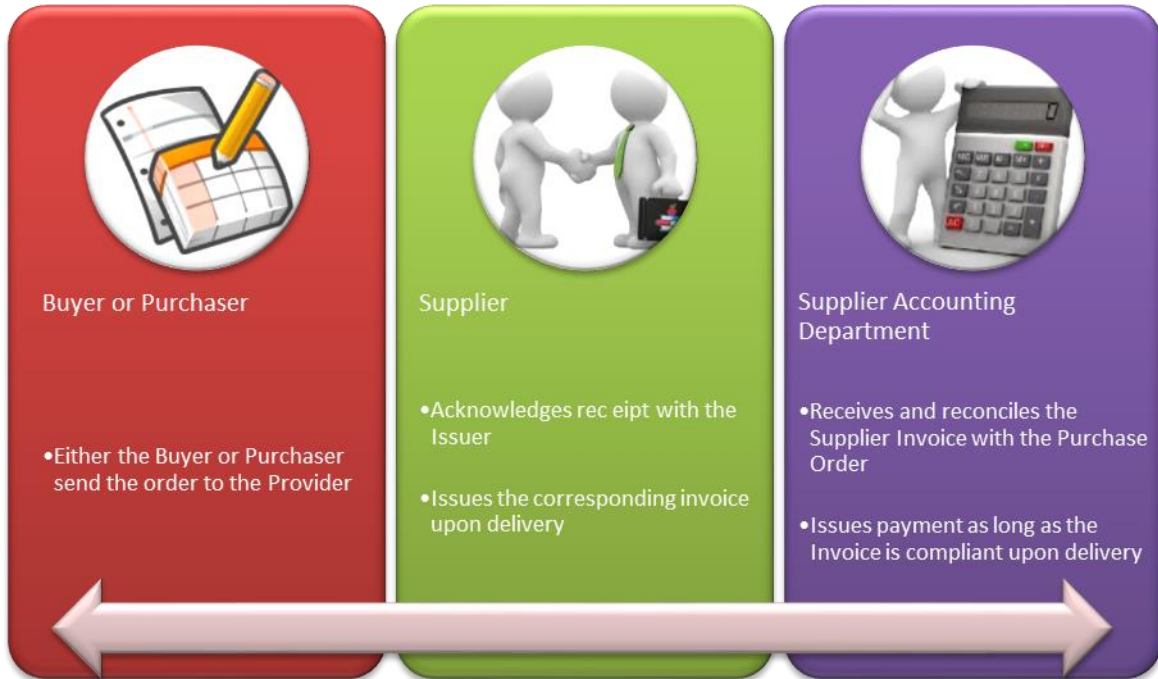 Buyer or Purchaser
•Either the Buyer or Purchaser
send the order to the Provider
Supplier
•Acknowledges rec eipt with the
Issuer
•Issues the corresponding invoice
upon delivery
Supplier Accounting
Department
•Receives and reconciles the
Supplier Invoice with the Purchase
Order
•Issues payment as long as the
Invoice is compliant upon delivery